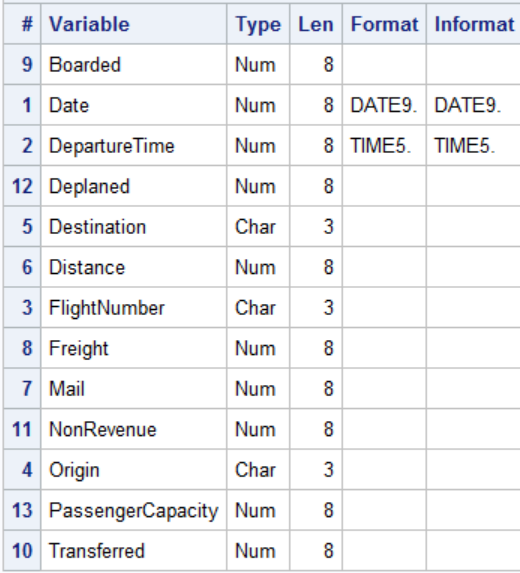 # Variable Type Len Format Informat
9 Boarded Num 8
1 Date Num 8 DATE9. DATE9.
2 DepartureTime Num 8 TIME5. TIME5.
12 Deplaned Num 8
5 Destination Char 3
6 Distance Num 8
3 FlightNumber Char 3
8 Freight Num 8
7 Mail Num 8
11 NonRevenue Num 8
4 Origin Char 3
13 PassengerCapacity Num 8
10 Transferred Num 8